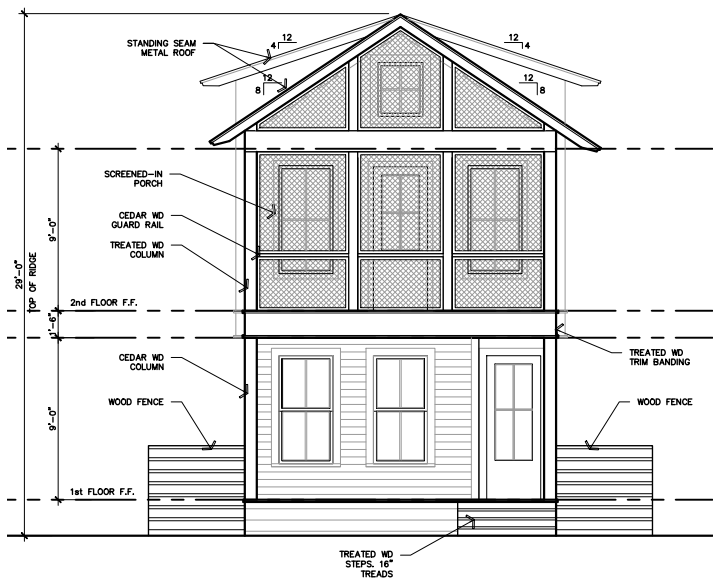 12
4
12
4
STANDING SEAM
METAL ROOF
12
8
12
8
SCREENED-IN
PORCH
9'-0"
CEDAR WD
GUARD RAIL
TREATED WD
COLUMN
29'-0"
TOP OF RIDGE
2nd FLOOR F.F.
1'-6"
CEDAR WD
COLUMN
TREATED WD
TRIM BANDING
WOOD FENCE
WOOD FENCE
9'-0"
1st FLOOR F.F.
TREATED WD
STEPS. 16"
TREADS